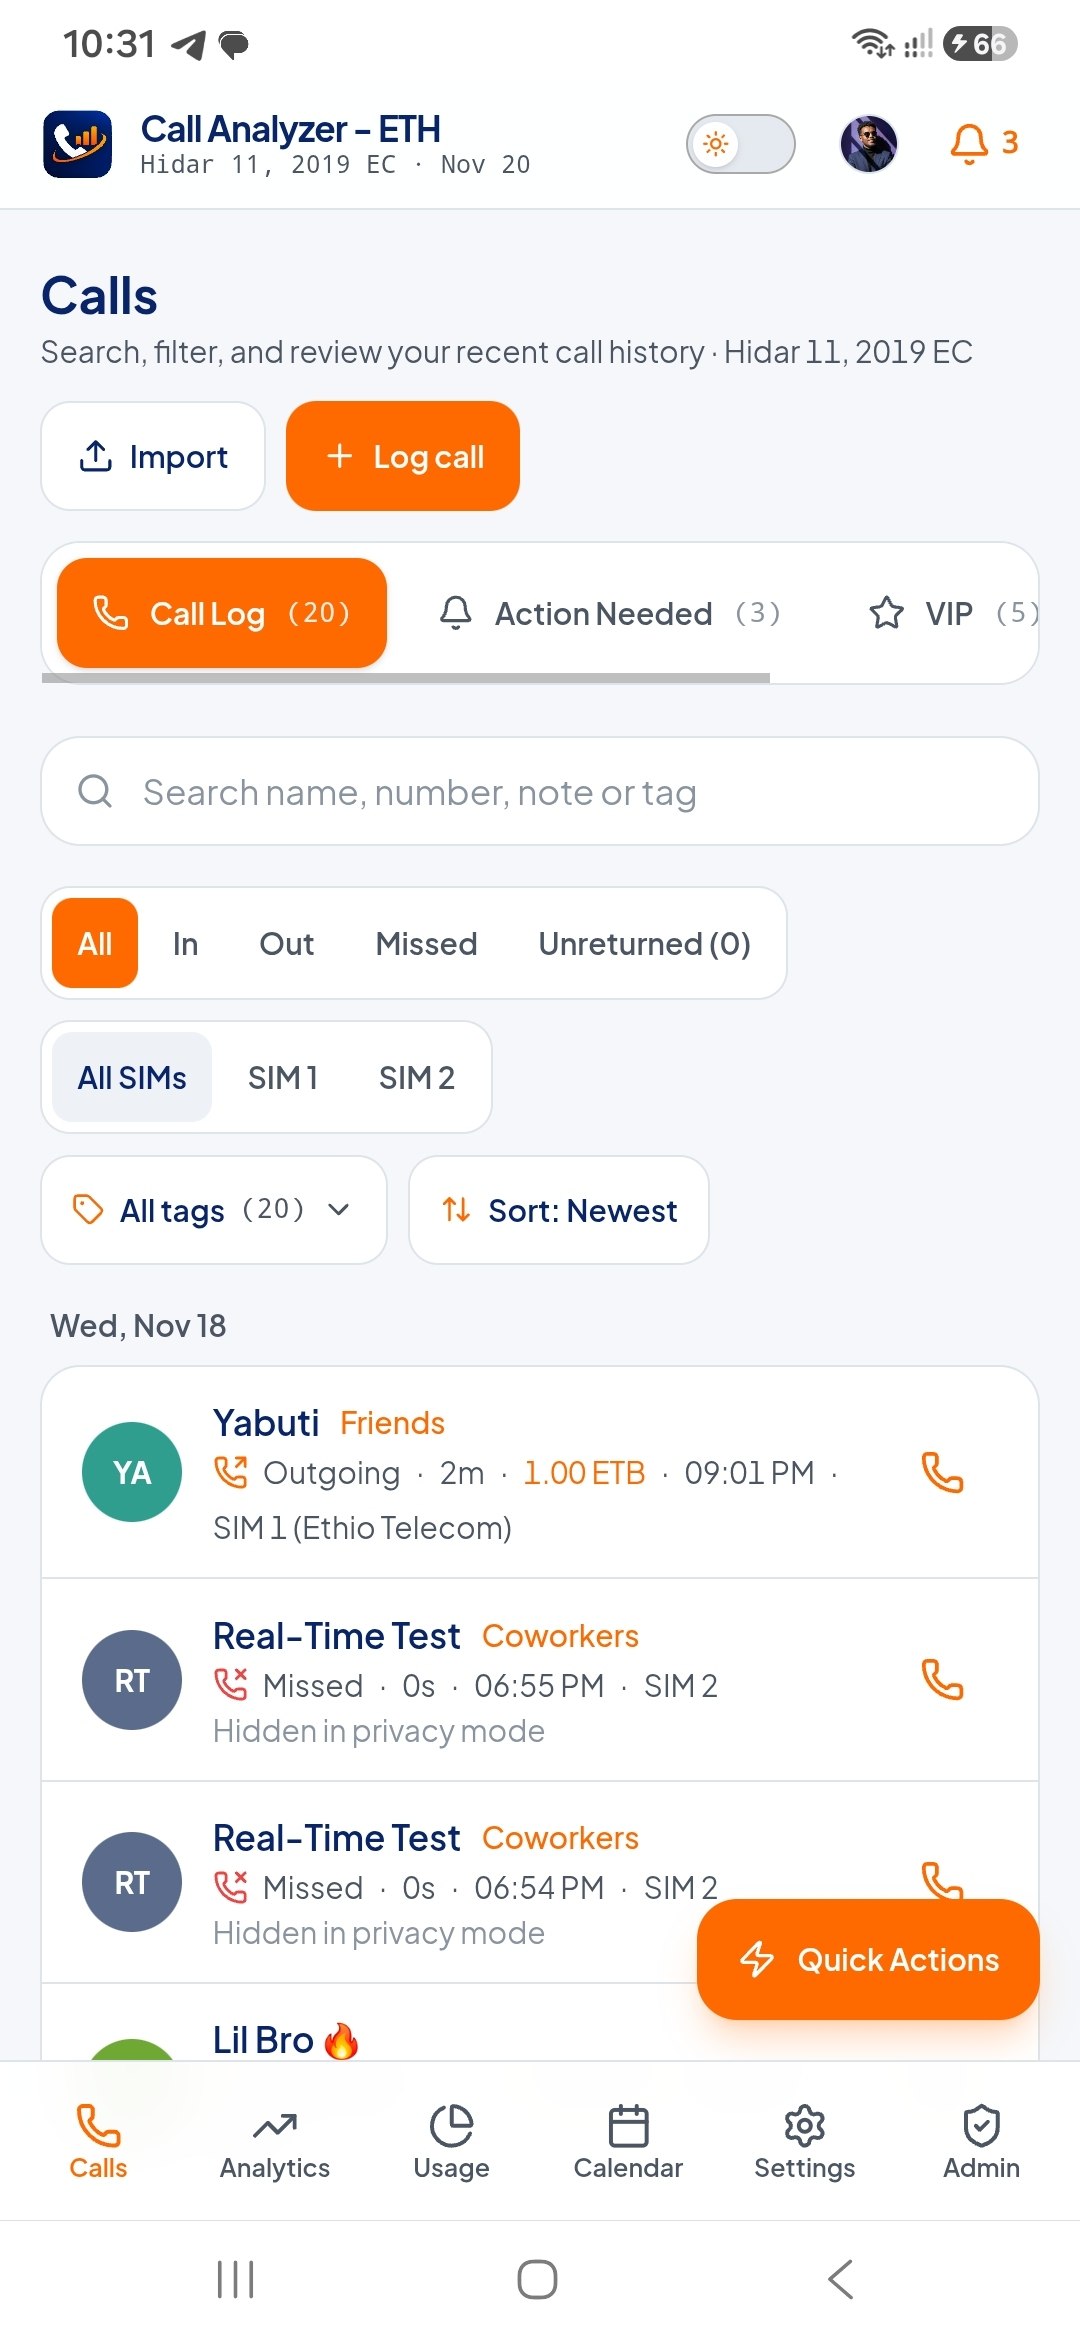 10:31
66
Call Analyzer - ETH
Hidar 11, 2019 EC · Nov 20
3
Calls
Search, filter, and review your recent call history · Hidar 11, 2019 EC
Import
Log call
Call Log (20)
Action Needed (3)
VIP (5)
Search name, number, note or tag
All In Out Missed Unreturned (0)
All SIMs SIM 1 SIM 2
All tags (20)
Sort: Newest
Wed, Nov 18
YA
Yabuti Friends
Outgoing · 2m · 1.00 ETB · 09:01 PM ·
SIM 1 (Ethio Telecom)
RT
Real-Time Test Coworkers
Missed · 0s · 06:55 PM · SIM 2
Hidden in privacy mode
RT
Real-Time Test Coworkers
Missed · 0s · 06:54 PM · SIM 2
Hidden in privacy mode
Quick Actions
Lil Bro 🔥
Calls Analytics Usage Calendar Settings Admin